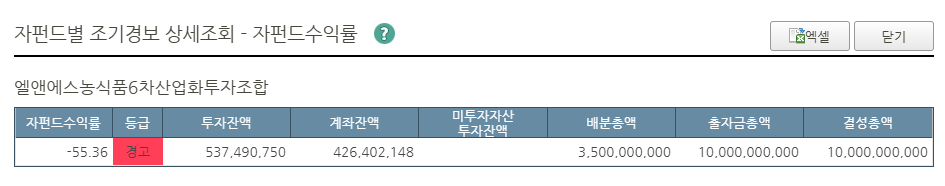 자펀드별 조기경보 상세조회 - 자펀드수익률 ?
엑셀 닫기
엘앤에스농식품6차산업화투자조합
자펀드수익률 등급 투자잔액 계좌잔액 미투자자산 배분총액 출자금총액 결성총액
투자잔액
-55.36 경고 537,490,750 426,402,148 3,500,000,000 10,000,000,000 10,000,000,000